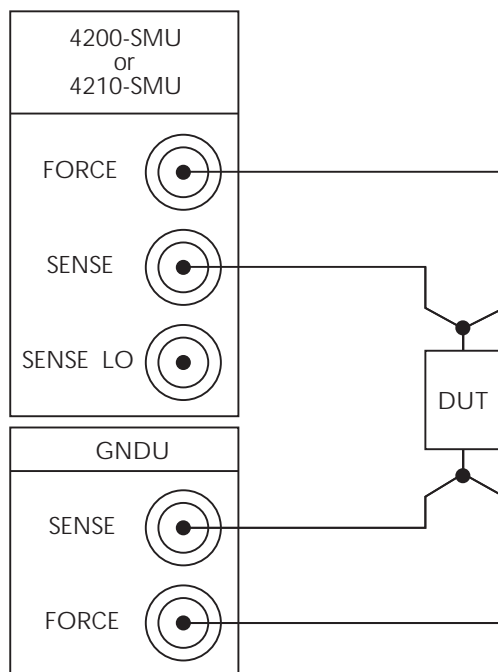 4200-SMU
or
4210-SMU
FORCE
SENSE
SENSE LO
DUT
GNDU
SENSE
FORCE